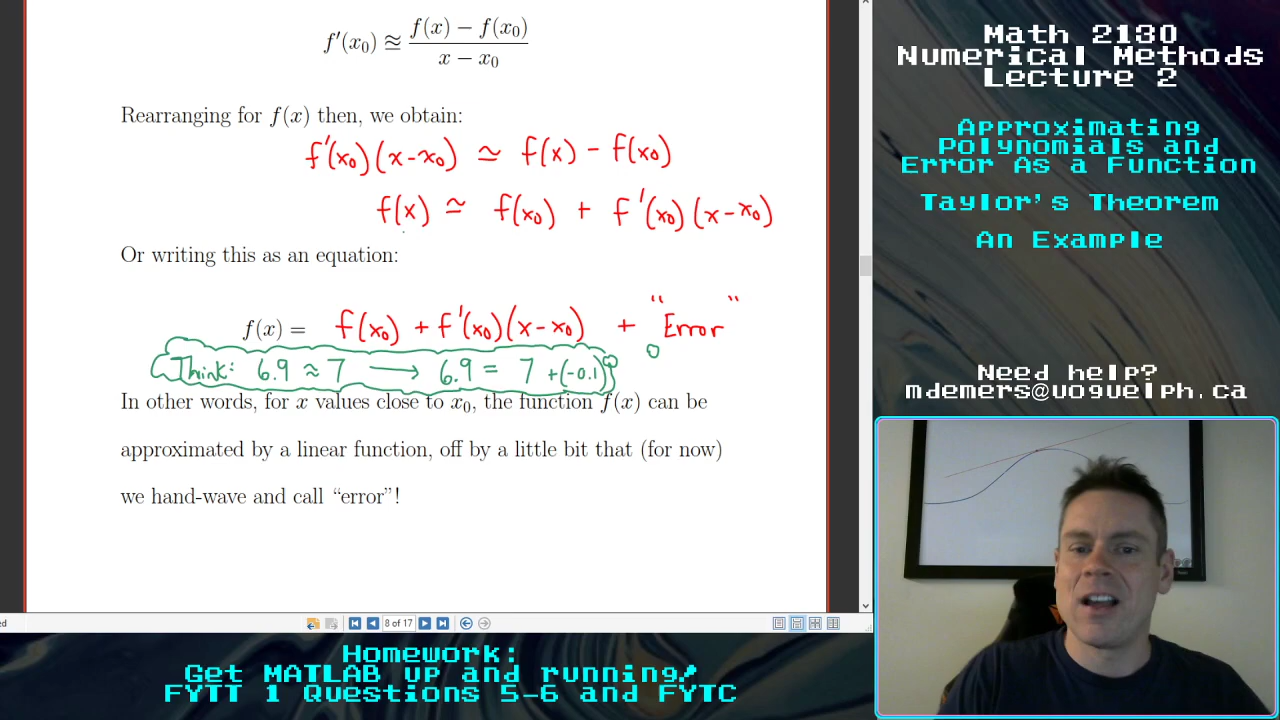 f′(x₀) ≊ (f(x) − f(x₀)) / (x − x₀)
Rearranging for f(x) then, we obtain:
f'(x₀)(x-x₀) ≃ f(x) - f(x₀)
f(x) ≃ f(x₀) + f'(x₀)(x-x₀)
Or writing this as an equation:
f(x) = f(x₀) + f'(x₀)(x-x₀) + "Error"
Think: 6.9 ≈ 7 → 6.9 = 7 + (-0.1)
In other words, for x values close to x₀, the function f(x) can be
approximated by a linear function, off by a little bit that (for now)
we hand-wave and call “error”!
8 of 17
Math 2130
Numerical Methods
Lecture 2
Approximating
Polynomials and
Error As a Function
Taylor's Theorem
An Example
Need help?
mdemers@uoguelph.ca
Homework:
Get MATLAB up and running!
FYTT 1 Questions 5-6 and FYTC